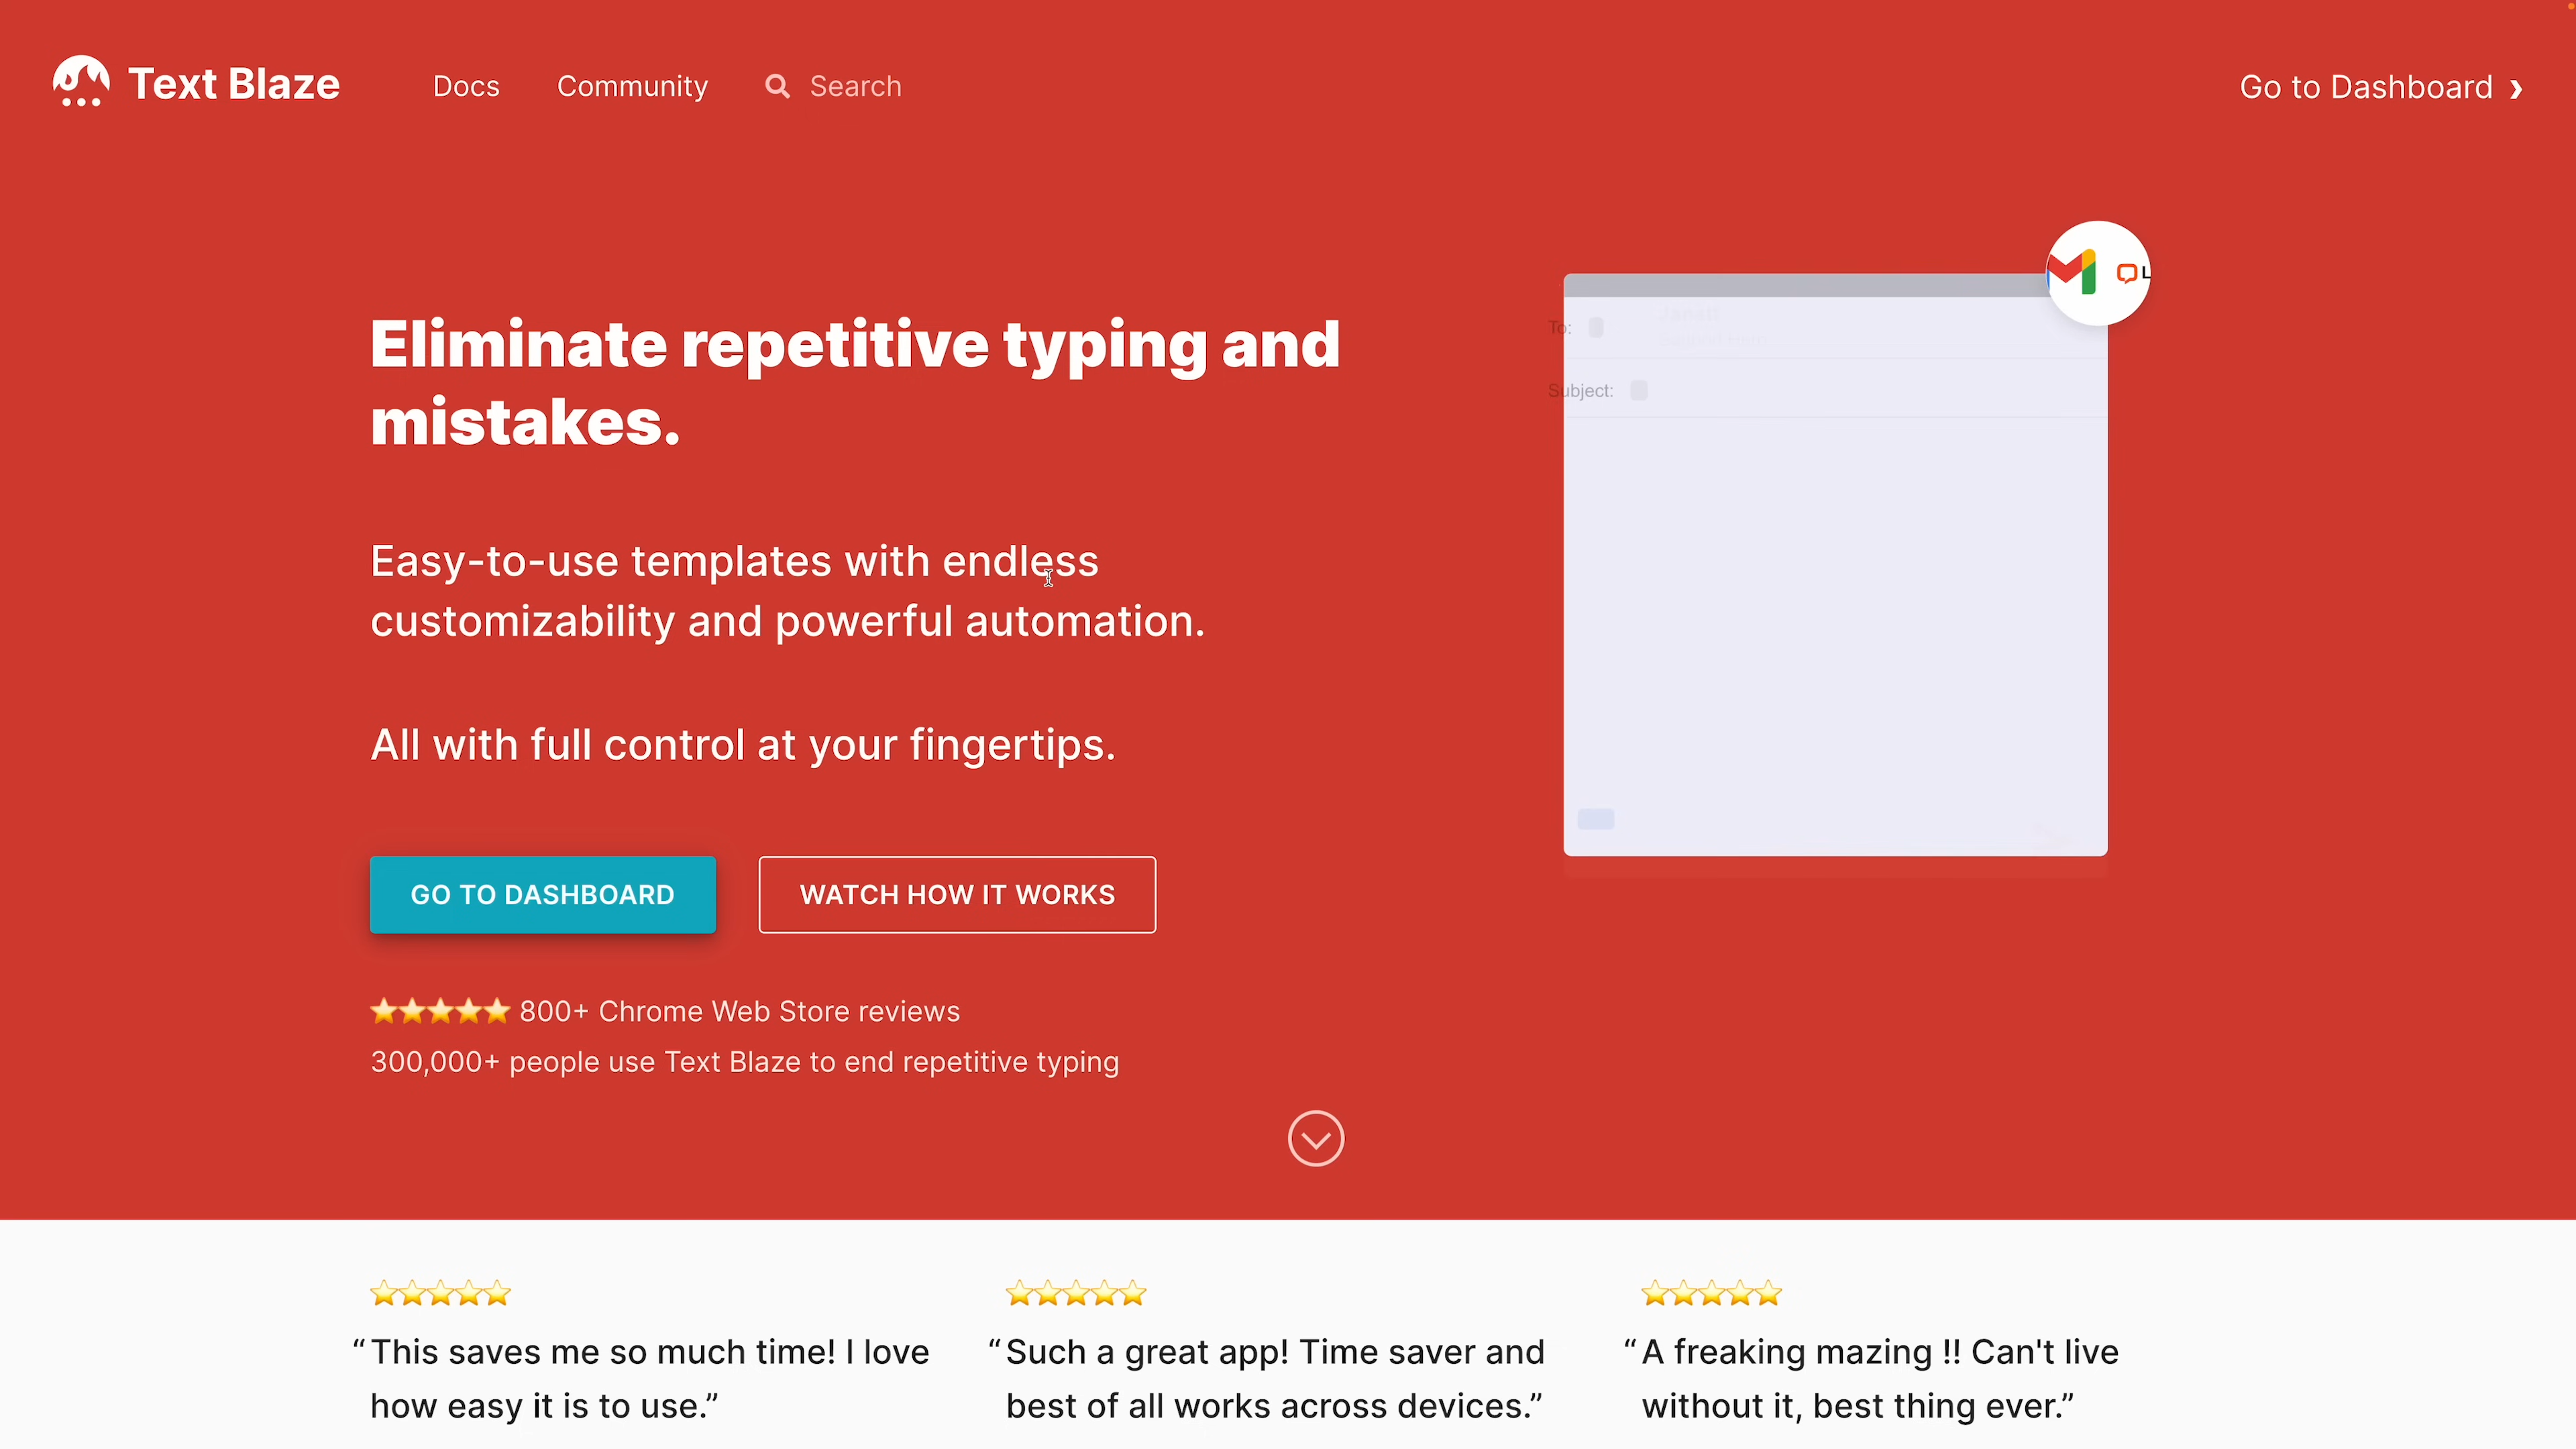 Text Blaze
Docs
Community
Search
Go to Dashboard ›
Eliminate repetitive typing and
mistakes.
Easy-to-use templates with endless
customizability and powerful automation.
All with full control at your fingertips.
GO TO DASHBOARD
WATCH HOW IT WORKS
800+ Chrome Web Store reviews
300,000+ people use Text Blaze to end repetitive typing
To:
Subject:
L
“This saves me so much time! I love
how easy it is to use.”
“Such a great app! Time saver and
best of all works across devices.”
“A freaking mazing !! Can't live
without it, best thing ever.”